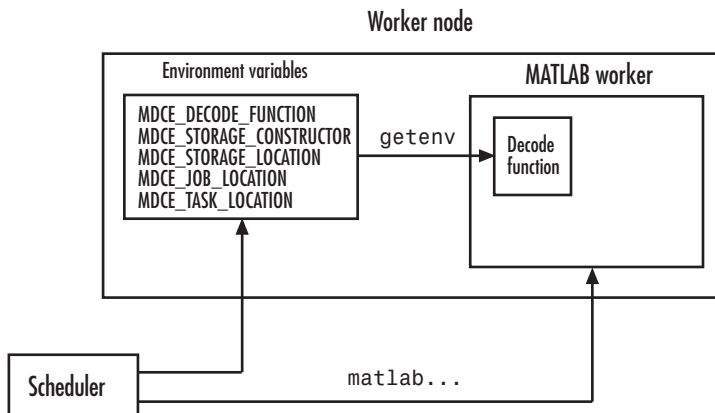 Worker node
Environment variables
MATLAB worker
MDCE_DECODE_FUNCTION
MDCE_STORAGE_CONSTRUCTOR
MDCE_STORAGE_LOCATION
MDCE_JOB_LOCATION
MDCE_TASK_LOCATION
getenv
Decode
function
Scheduler
matlab...